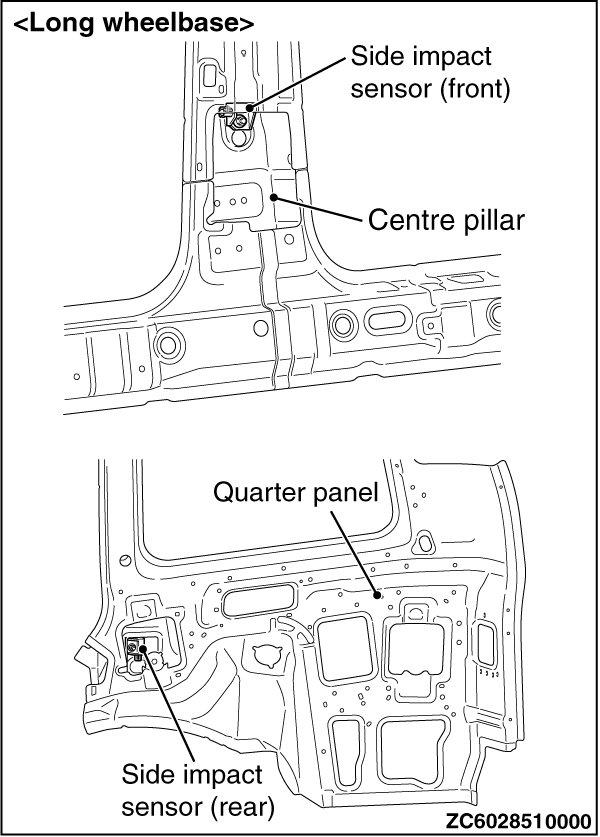 <Long wheelbase>
Side impact
sensor (front)
Centre pillar
Quarter panel
Side impact
sensor (rear)
ZC6028510000